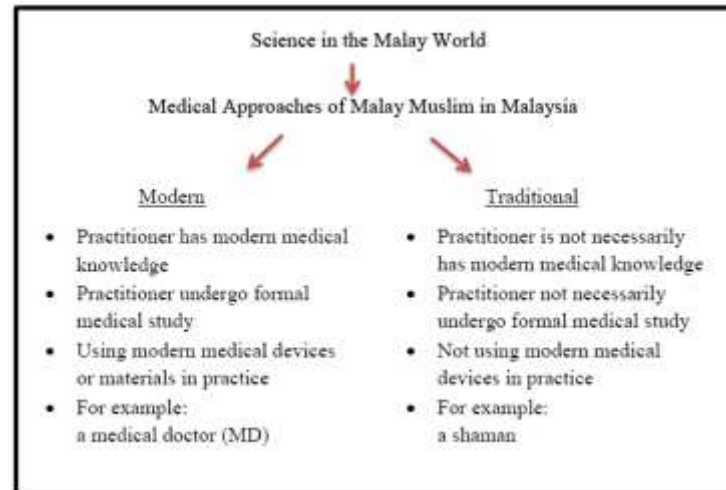 Science in the Malay World
Medical Approaches of Malay Muslim in Malaysia
Modern
• Practitioner has modern medical
knowledge
• Practitioner undergo formal
medical study
• Using modern medical devices
or materials in practice
• For example:
a medical doctor (MD)
Traditional
• Practitioner is not necessarily
has modern medical knowledge
• Practitioner not necessarily
undergo formal medical study
• Not using modern medical
devices in practice
• For example:
a shaman